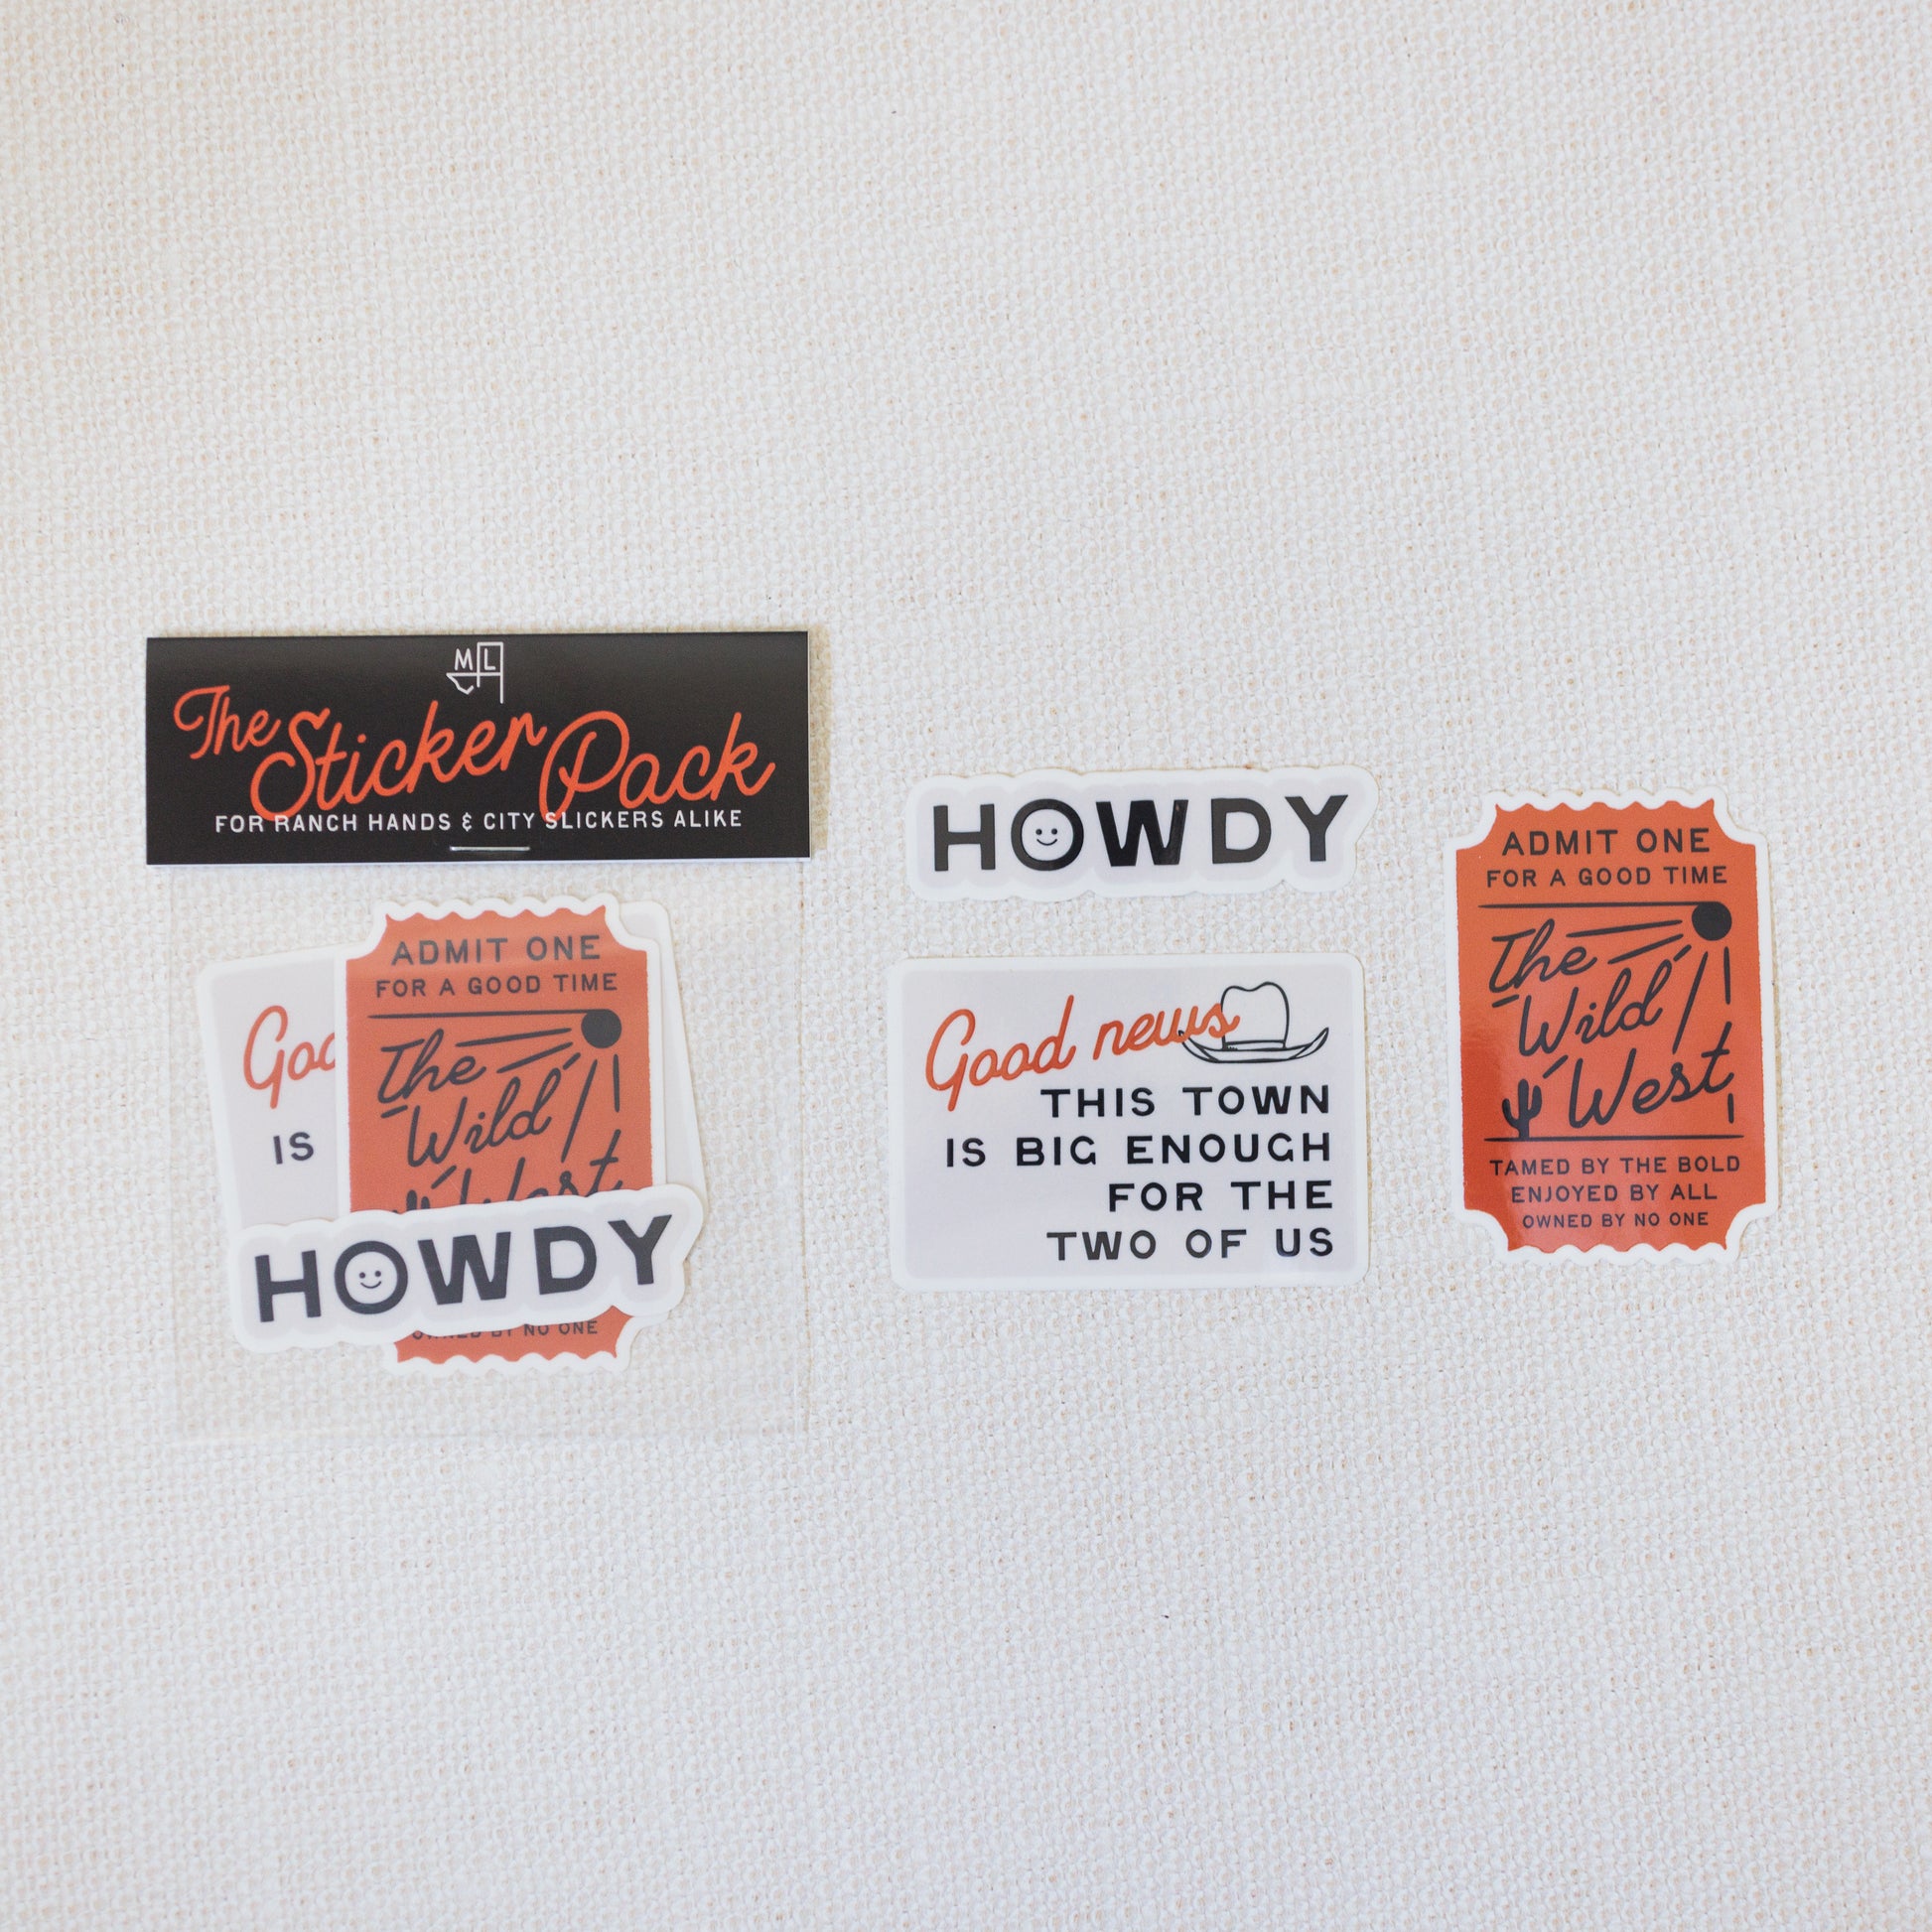 ML
The Sticker Pack
FOR RANCH HANDS & CITY SLICKERS ALIKE
ADMIT ONE
FOR A GOOD TIME
The
Wild
West
IS
HOWDY
OWNED BY NO ONE
HOWDY
Good news
THIS TOWN
IS BIG ENOUGH
FOR THE
TWO OF US
ADMIT ONE
FOR A GOOD TIME
The
Wild
West
TAMED BY THE BOLD
ENJOYED BY ALL
OWNED BY NO ONE